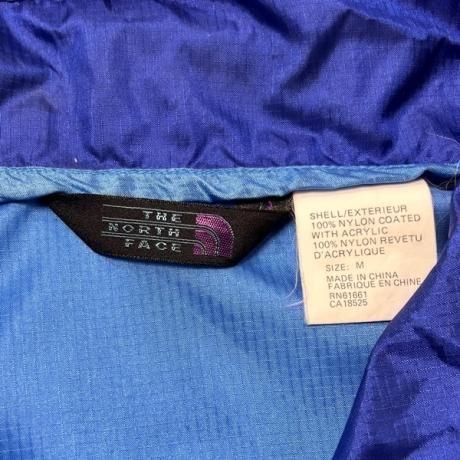 THE
NORTH
FACE
SHELL/EXTERIEUR
100% NYLON COATED
WITH ACRYLIC
100% NYLON REVETU
D'ACRYLIQUE
SIZE: M
MADE IN CHINA
FABRIQUE EN CHINE
RN61661
CA18525